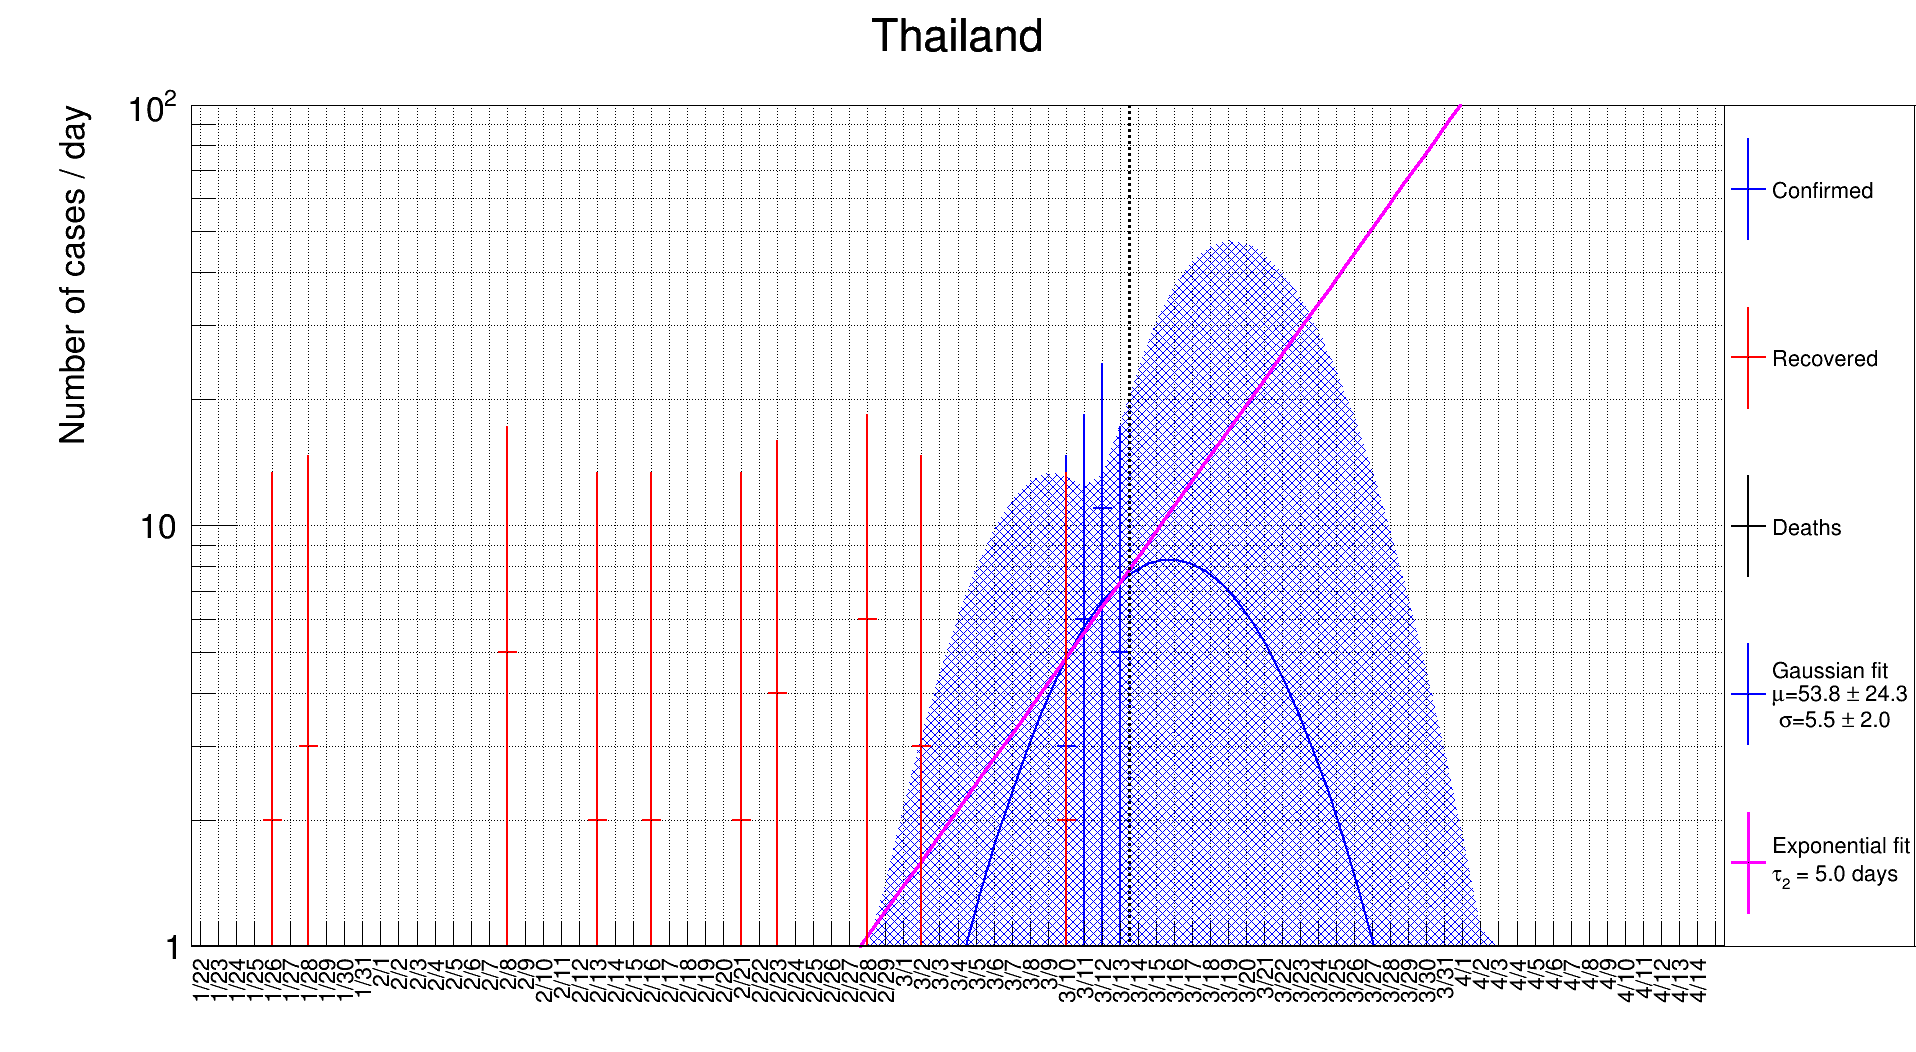 Thailand
Number of cases / day
10²
10
1
1/22 1/23 1/24 1/25 1/26 1/27 1/28 1/29 1/30 1/31 2/1 2/2 2/3 2/4 2/5 2/6 2/7 2/8 2/9 2/10 2/11 2/12 2/13 2/14 2/15 2/16 2/17 2/18 2/19 2/20 2/21 2/22 2/23 2/24 2/25 2/26 2/27 2/28 2/29 3/1 3/2 3/3 3/4 3/5 3/6 3/7 3/8 3/9 3/10 3/11 3/12 3/13 3/14 3/15 3/16 3/17 3/18 3/19 3/20 3/21 3/22 3/23 3/24 3/25 3/26 3/27 3/28 3/29 3/30 3/31 4/1 4/2 4/3 4/4 4/5 4/6 4/7 4/8 4/9 4/10 4/11 4/12 4/13 4/14
Confirmed
Recovered
Deaths
Gaussian fit
μ=53.8 ± 24.3
σ=5.5 ± 2.0
Exponential fit
τ₂ = 5.0 days